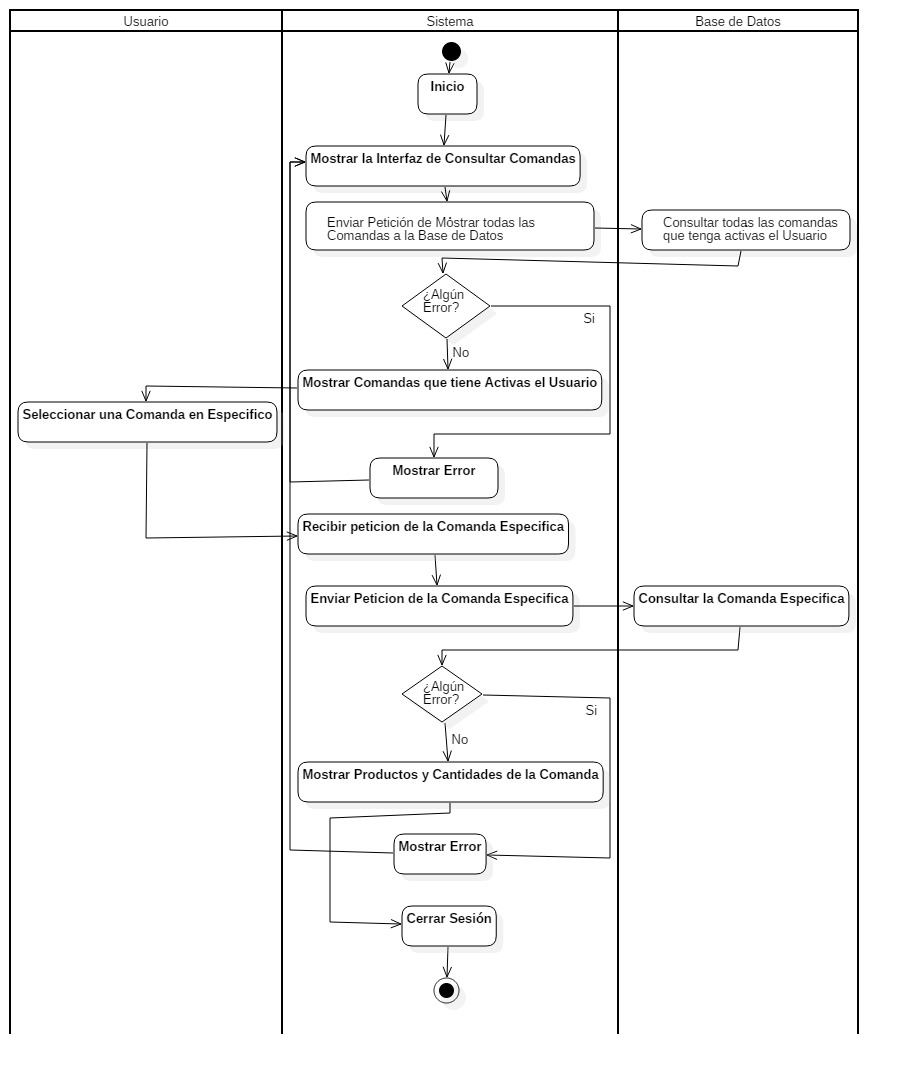 Usuario
Sistema
Base de Datos
Inicio
Mostrar la Interfaz de Consultar Comandas
Enviar Petición de Mostrar todas las
Comandas a la Base de Datos
Consultar todas las comandas
que tenga activas el Usuario
¿Algún
Error?
Si
No
Mostrar Comandas que tiene Activas el Usuario
Seleccionar una Comanda en Especifico
Mostrar Error
Recibir peticion de la Comanda Especifica
Enviar Peticion de la Comanda Especifica
Consultar la Comanda Especifica
¿Algún
Error?
Si
No
Mostrar Productos y Cantidades de la Comanda
Mostrar Error
Cerrar Sesión